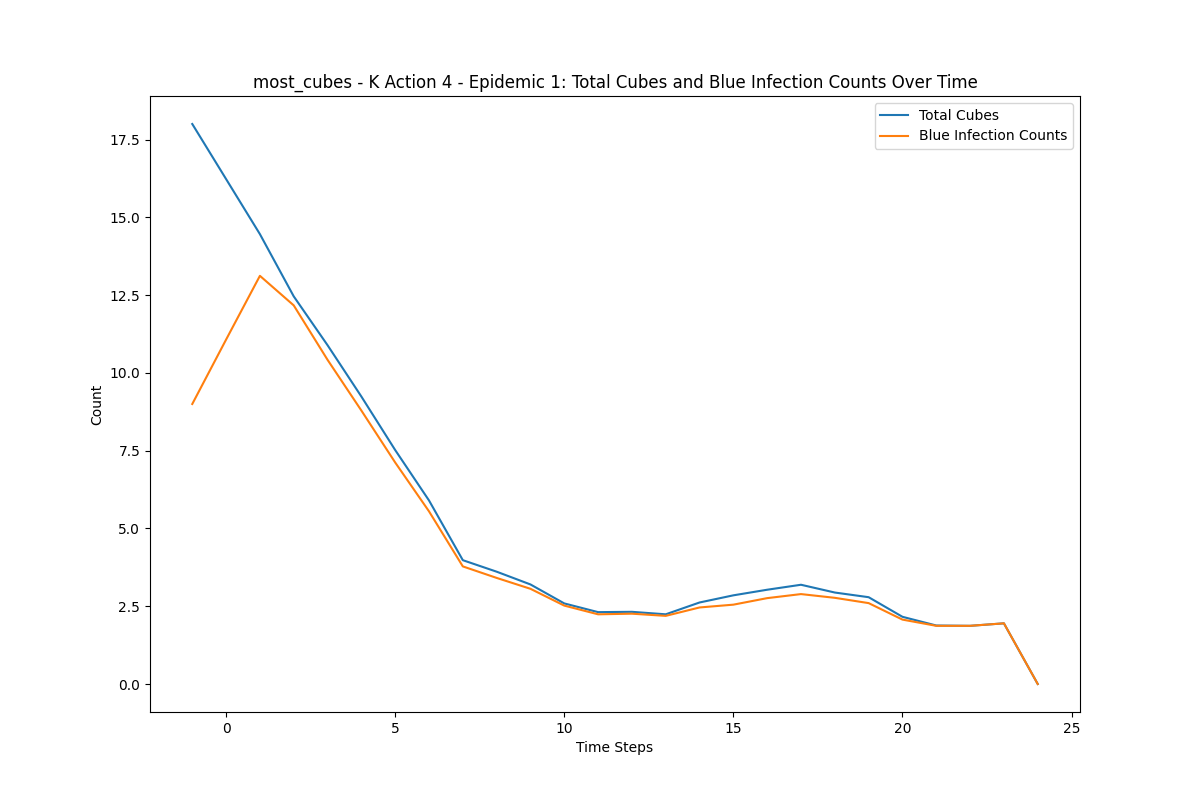 most_cubes - K Action 4 - Epidemic 1: Total Cubes and Blue Infection Counts Over Time
Total Cubes
Blue Infection Counts
Count
17.5
15.0
12.5
10.0
7.5
5.0
2.5
0.0
0 5 10 15 20 25
Time Steps